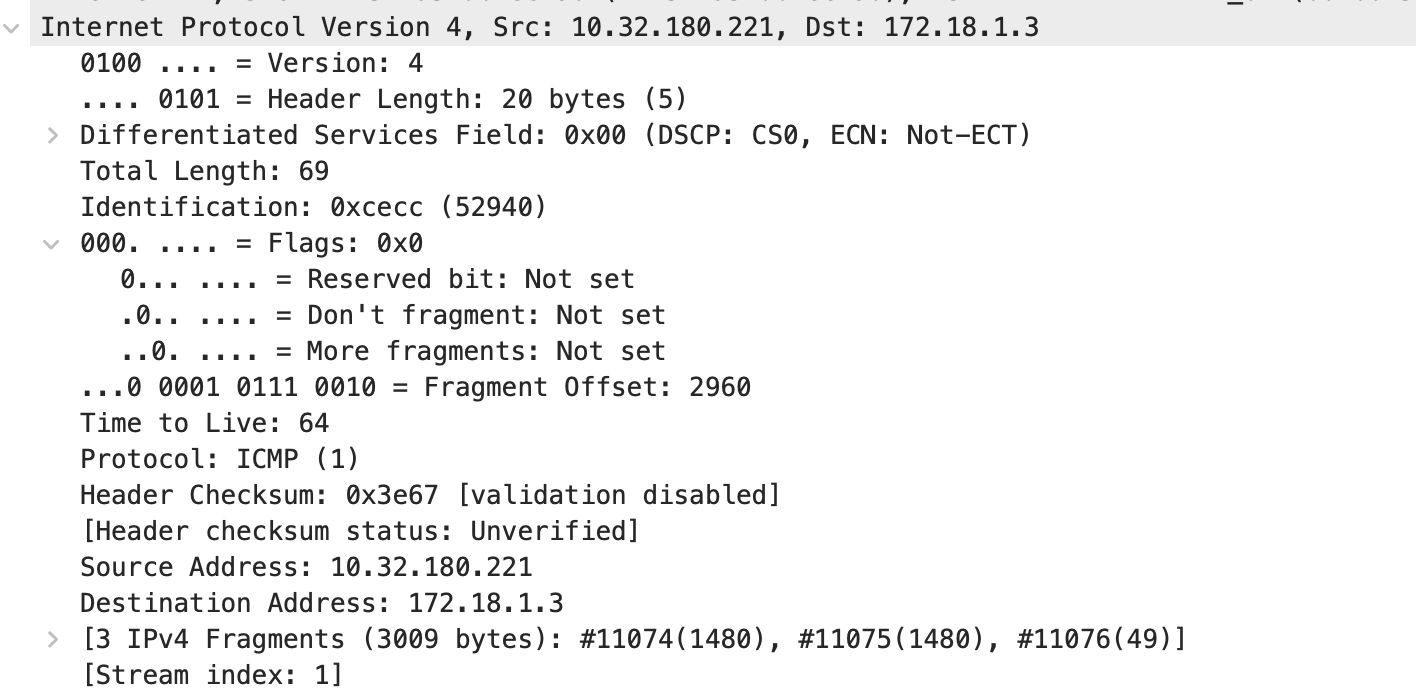 Internet Protocol Version 4, Src: 10.32.180.221, Dst: 172.18.1.3
0100 .... = Version: 4
.... 0101 = Header Length: 20 bytes (5)
Differentiated Services Field: 0x00 (DSCP: CS0, ECN: Not-ECT)
Total Length: 69
Identification: 0xcecc (52940)
000. .... = Flags: 0x0
0... .... = Reserved bit: Not set
.0.. .... = Don't fragment: Not set
..0. .... = More fragments: Not set
...0 0001 0111 0010 = Fragment Offset: 2960
Time to Live: 64
Protocol: ICMP (1)
Header Checksum: 0x3e67 [validation disabled]
[Header checksum status: Unverified]
Source Address: 10.32.180.221
Destination Address: 172.18.1.3
[3 IPv4 Fragments (3009 bytes): #11074(1480), #11075(1480), #11076(49)]
[Stream index: 1]